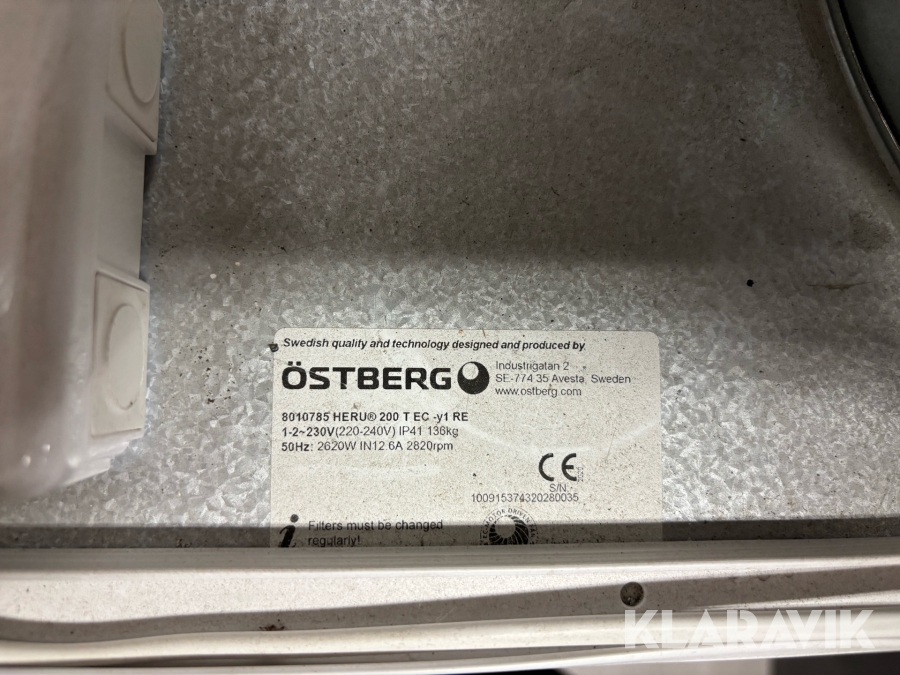 Swedish quality and technology designed and produced by
ÖSTBERG
Industrigatan 2
SE-774 35 Avesta, Sweden
www.ostberg.com
8010785 HERU® 200 T EC -y1 RE
1-2~230V(220-240V) IP41 136kg
50Hz: 2620W IN12.6A 2820rpm
CE
2020
S/N:
100915374320280035
i
Filters must be changed
regularly!
KLARAVIK